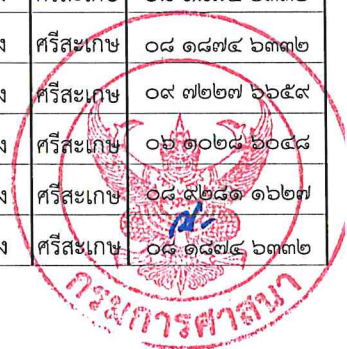 ศรีสะเกษ ๐๘ ๑๘๗๔ ๖๓๓๒
ศรีสะเกษ ๐๙ ๗๒๒๗ ๖๖๕๙
ศรีสะเกษ ๐๖ ๑๐๒๘ ๖๐๔๘
ศรีสะเกษ ๐๘ ๙๒๘๑ ๑๖๒๗
ศรีสะเกษ ๐๘ ๑๘๗๔ ๖๓๓๒
กรมการศาสนา